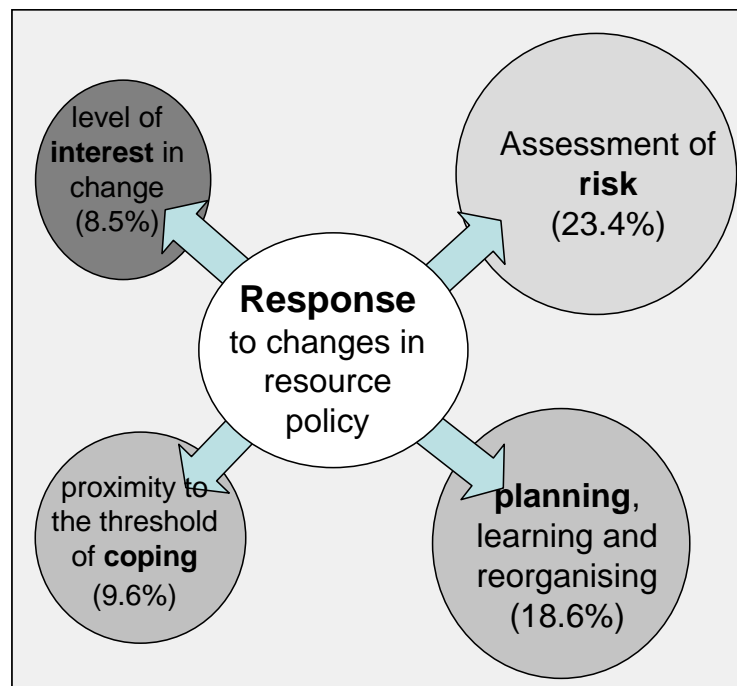 level of
interest in
change
(8.5%)
Assessment of
risk
(23.4%)
Response
to changes in
resource
policy
proximity to
the threshold
of coping
(9.6%)
planning,
learning and
reorganising
(18.6%)